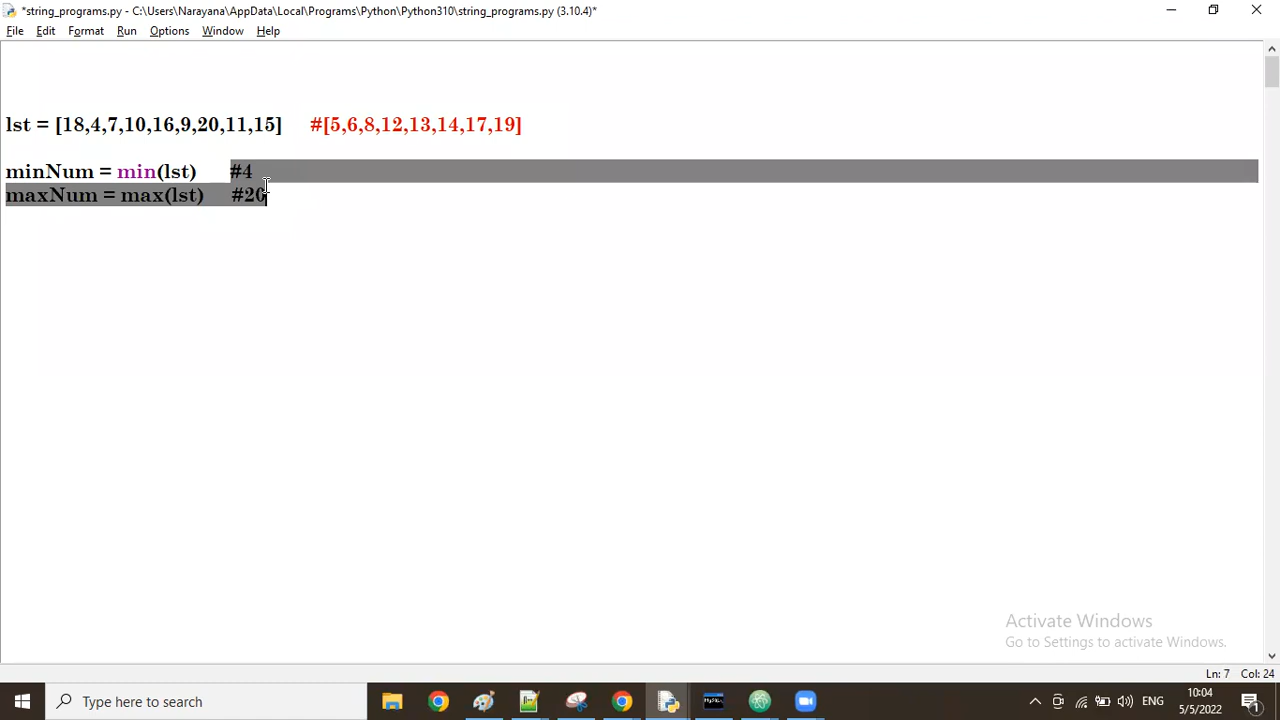 *string_programs.py - C:\Users\Narayana\AppData\Local\Programs\Python\Python310\string_programs.py (3.10.4)*
File Edit Format Run Options Window Help
lst = [18,4,7,10,16,9,20,11,15] #[5,6,8,12,13,14,17,19]
minNum = min(lst) #4
maxNum = max(lst) #20
Activate Windows
Go to Settings to activate Windows.
Ln: 7 Col: 24
Type here to search
ENG
10:04
5/5/2022
1